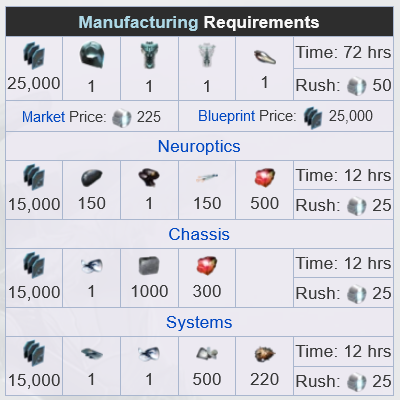 Manufacturing Requirements
25,000 1 1 1 1 Time: 72 hrs
Rush: 50
Market Price: 225 Blueprint Price: 25,000
Neuroptics
15,000 150 1 150 500 Time: 12 hrs
Rush: 25
Chassis
15,000 1 1000 300 Time: 12 hrs
Rush: 25
Systems
15,000 1 1 500 220 Time: 12 hrs
Rush: 25